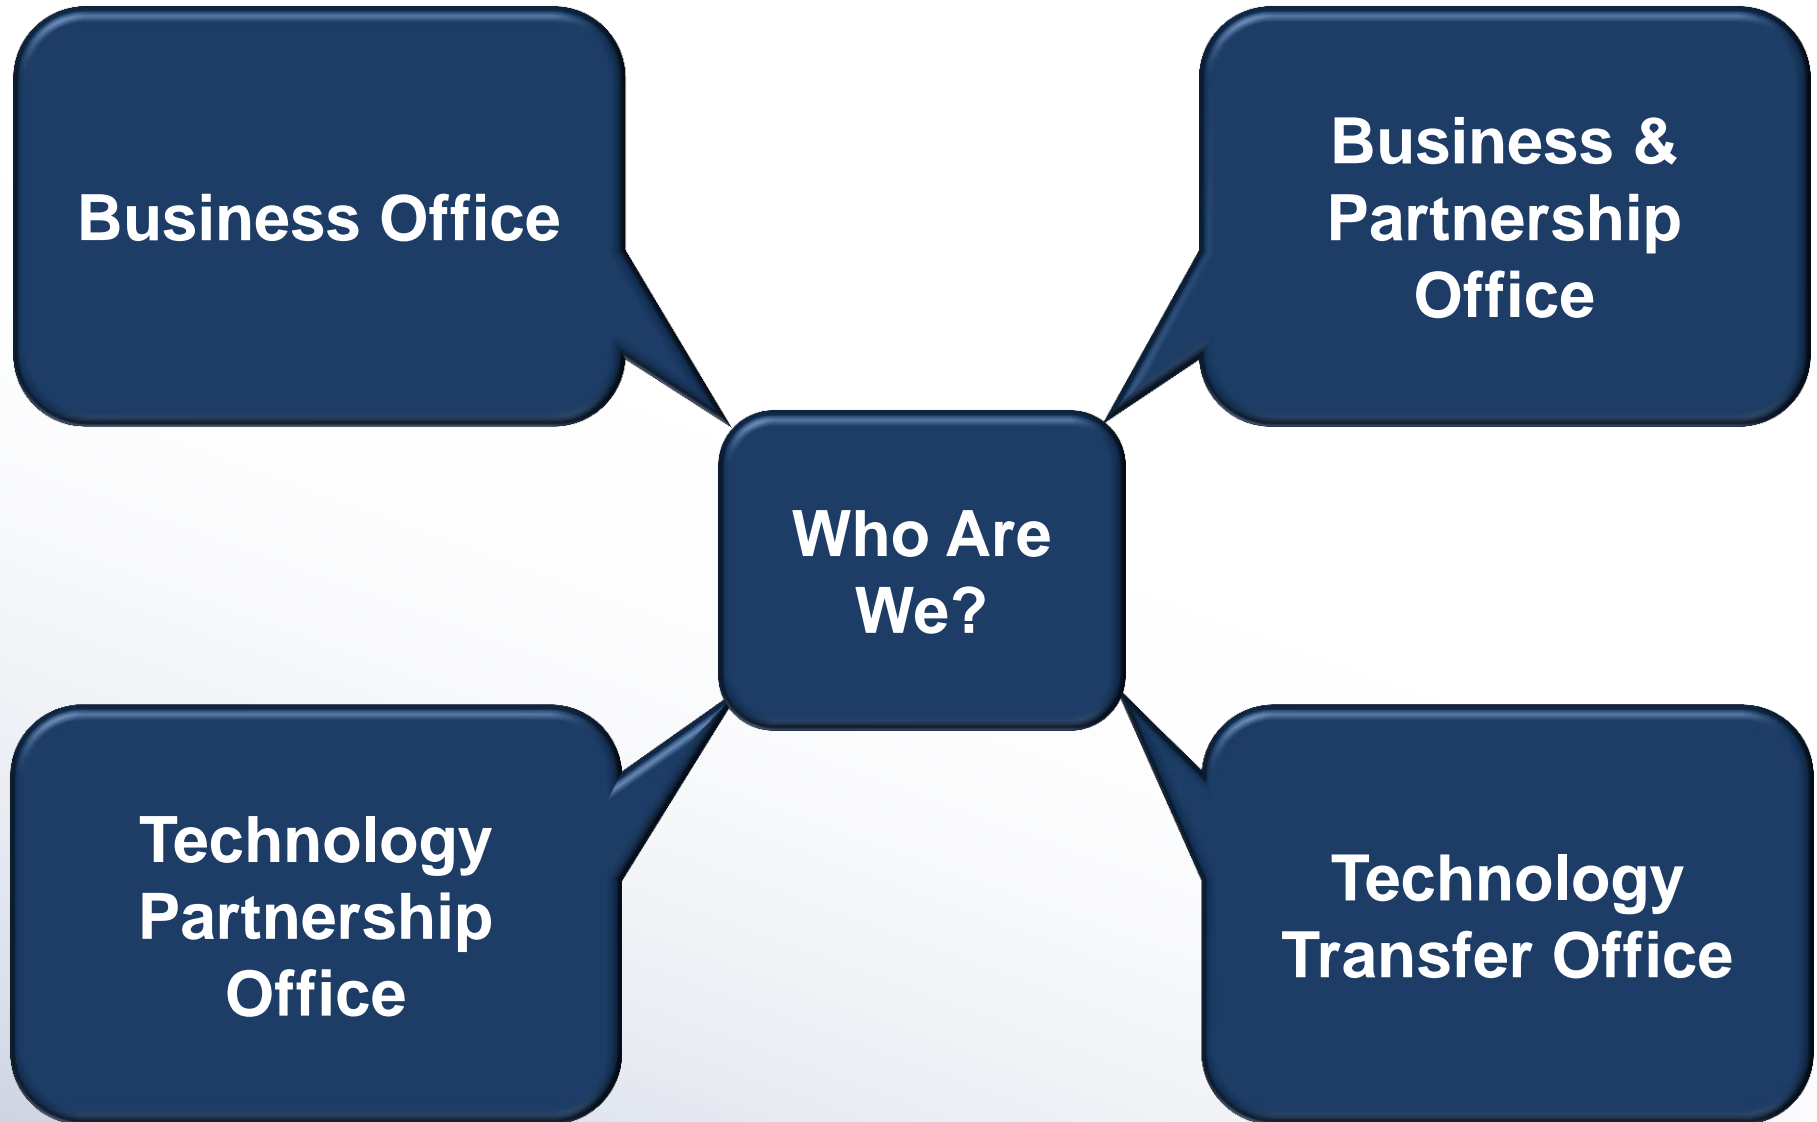 Business Office
Business &
Partnership
Office
Who Are
We?
Technology
Partnership
Office
Technology
Transfer Office